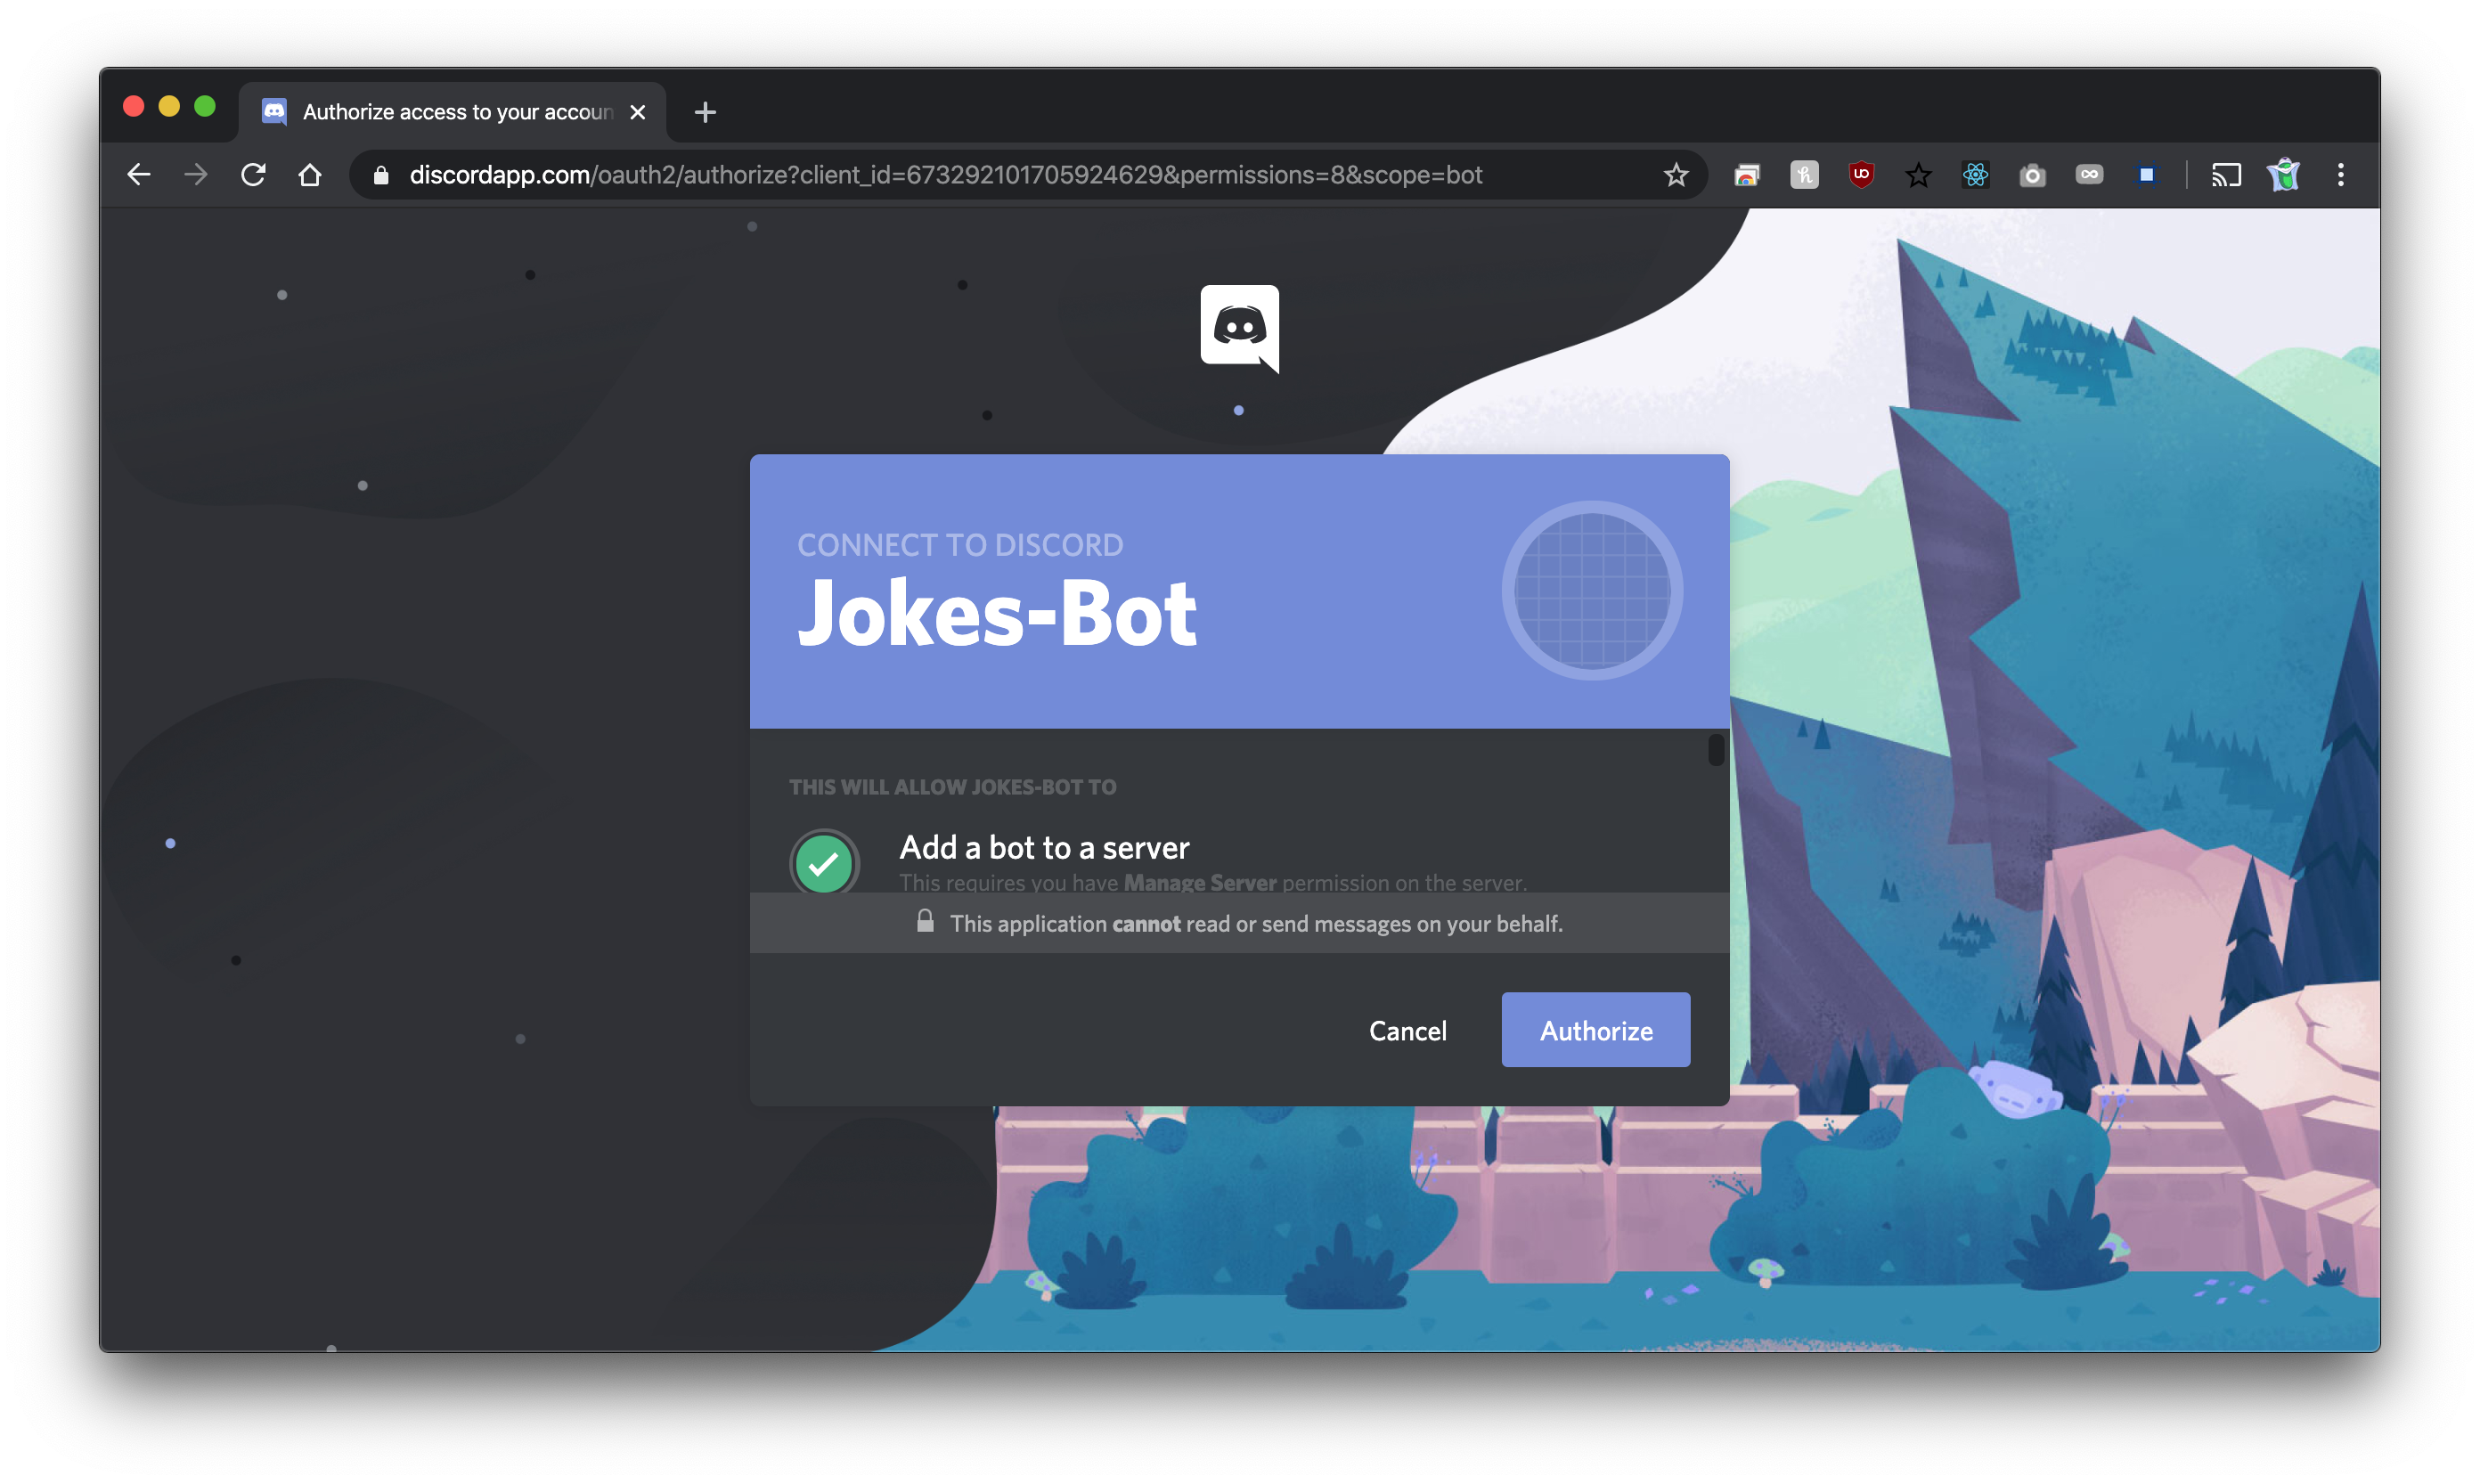 Authorize access to your accoun
discordapp.com/oauth2/authorize?client_id=673292101705924629&permissions=8&scope=bot
CONNECT TO DISCORD
Jokes-Bot
THIS WILL ALLOW JOKES-BOT TO
Add a bot to a server
This requires you have Manage Server permission on the server.
This application cannot read or send messages on your behalf.
Cancel
Authorize